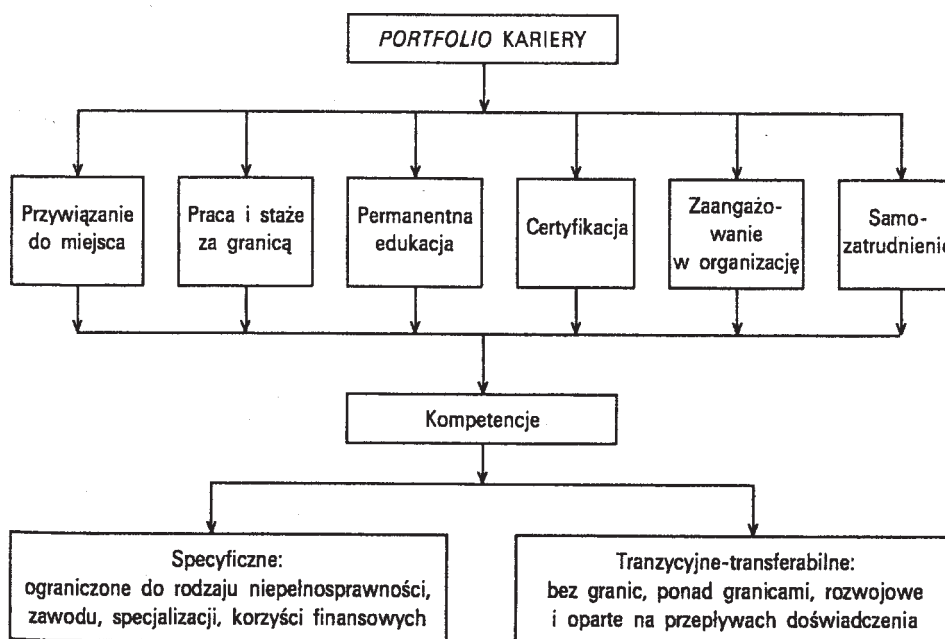 PORTFOLIO KARIERY
Przywiązanie
do miejsca
Praca i staże
za granicą
Permanentna
edukacja
Certyfikacja
Zaangażo-
wanie
w organizację
Samo-
zatrudnienie
Kompetencje
Specyficzne:
ograniczone do rodzaju niepełnosprawności,
zawodu, specjalizacji, korzyści finansowych
Tranzycyjne-transferabilne:
bez granic, ponad granicami, rozwojowe
i oparte na przepływach doświadczenia